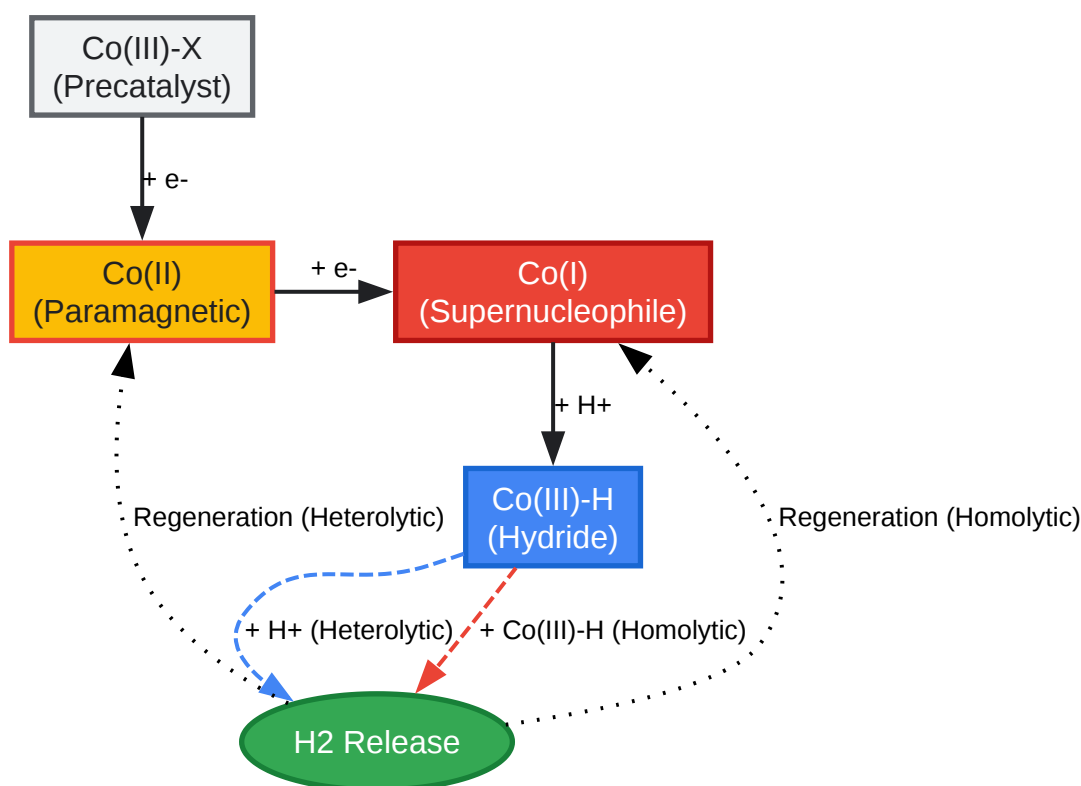 Co(III)-X
(Precatalyst)
+ e-
Co(II)
(Paramagnetic)
+ e-
Co(I)
(Supernucleophile)
+ H+
Co(III)-H
(Hydride)
Regeneration (Heterolytic)
Regeneration (Homolytic)
+ H+ (Heterolytic)
+ Co(III)-H (Homolytic)
H2 Release